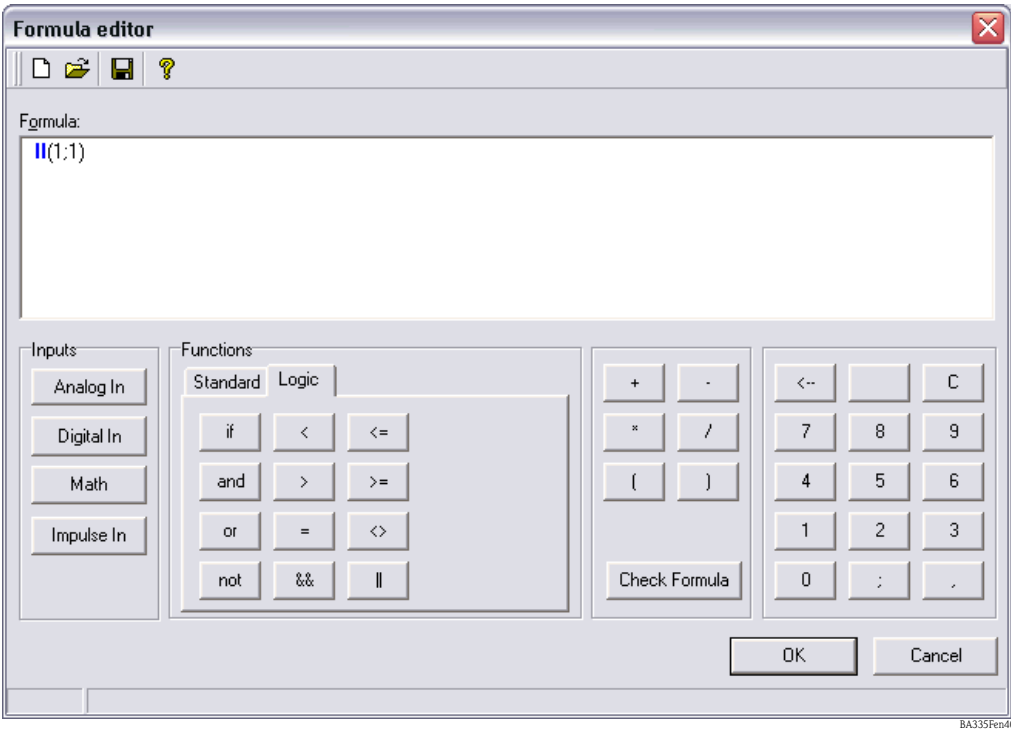 Formula editor
Formula:
II(1;1)
Inputs
Analog In
Digital In
Math
Impulse In
Functions
Standard Logic
if < <=
and > >=
or = <>
not && ||
+ -
* /
( )
Check Formula
<-- C
7 8 9
4 5 6
1 2 3
0 ; ,
OK Cancel